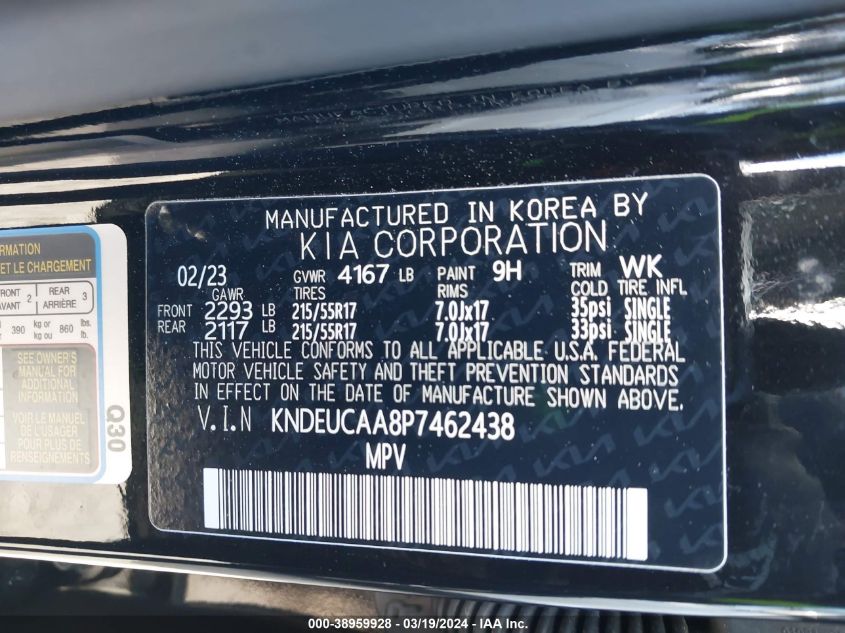 MANUFACTURED IN KOREA BY
KIA CORPORATION
02/23 GVWR 4167 LB PAINT 9H TRIM WK
GAWR TIRES RIMS COLD TIRE INFL
FRONT 2293 LB 215/55R17 7.0Jx17 35psi SINGLE
REAR 2117 LB 215/55R17 7.0Jx17 33psi SINGLE
THIS VEHICLE CONFORMS TO ALL APPLICABLE U.S.A. FEDERAL
MOTOR VEHICLE SAFETY AND THEFT PREVENTION STANDARDS
IN EFFECT ON THE DATE OF MANUFACTURE SHOWN ABOVE.
V.I.N KNDEUCAA8P7462438
MPV
ET LE CHARGEMENT
FRONT 2 REAR 3
AVANT ARRIÈRE
390 kg or 860 lbs.
kg ou lb.
SEE OWNER'S
MANUAL FOR
ADDITIONAL
INFORMATION
VOIR LE MANUEL
DU CAR POUR
PLUS DE
RENSEIGNEMENTS
Q30
000-38959928 - 03/19/2024 - IAA Inc.